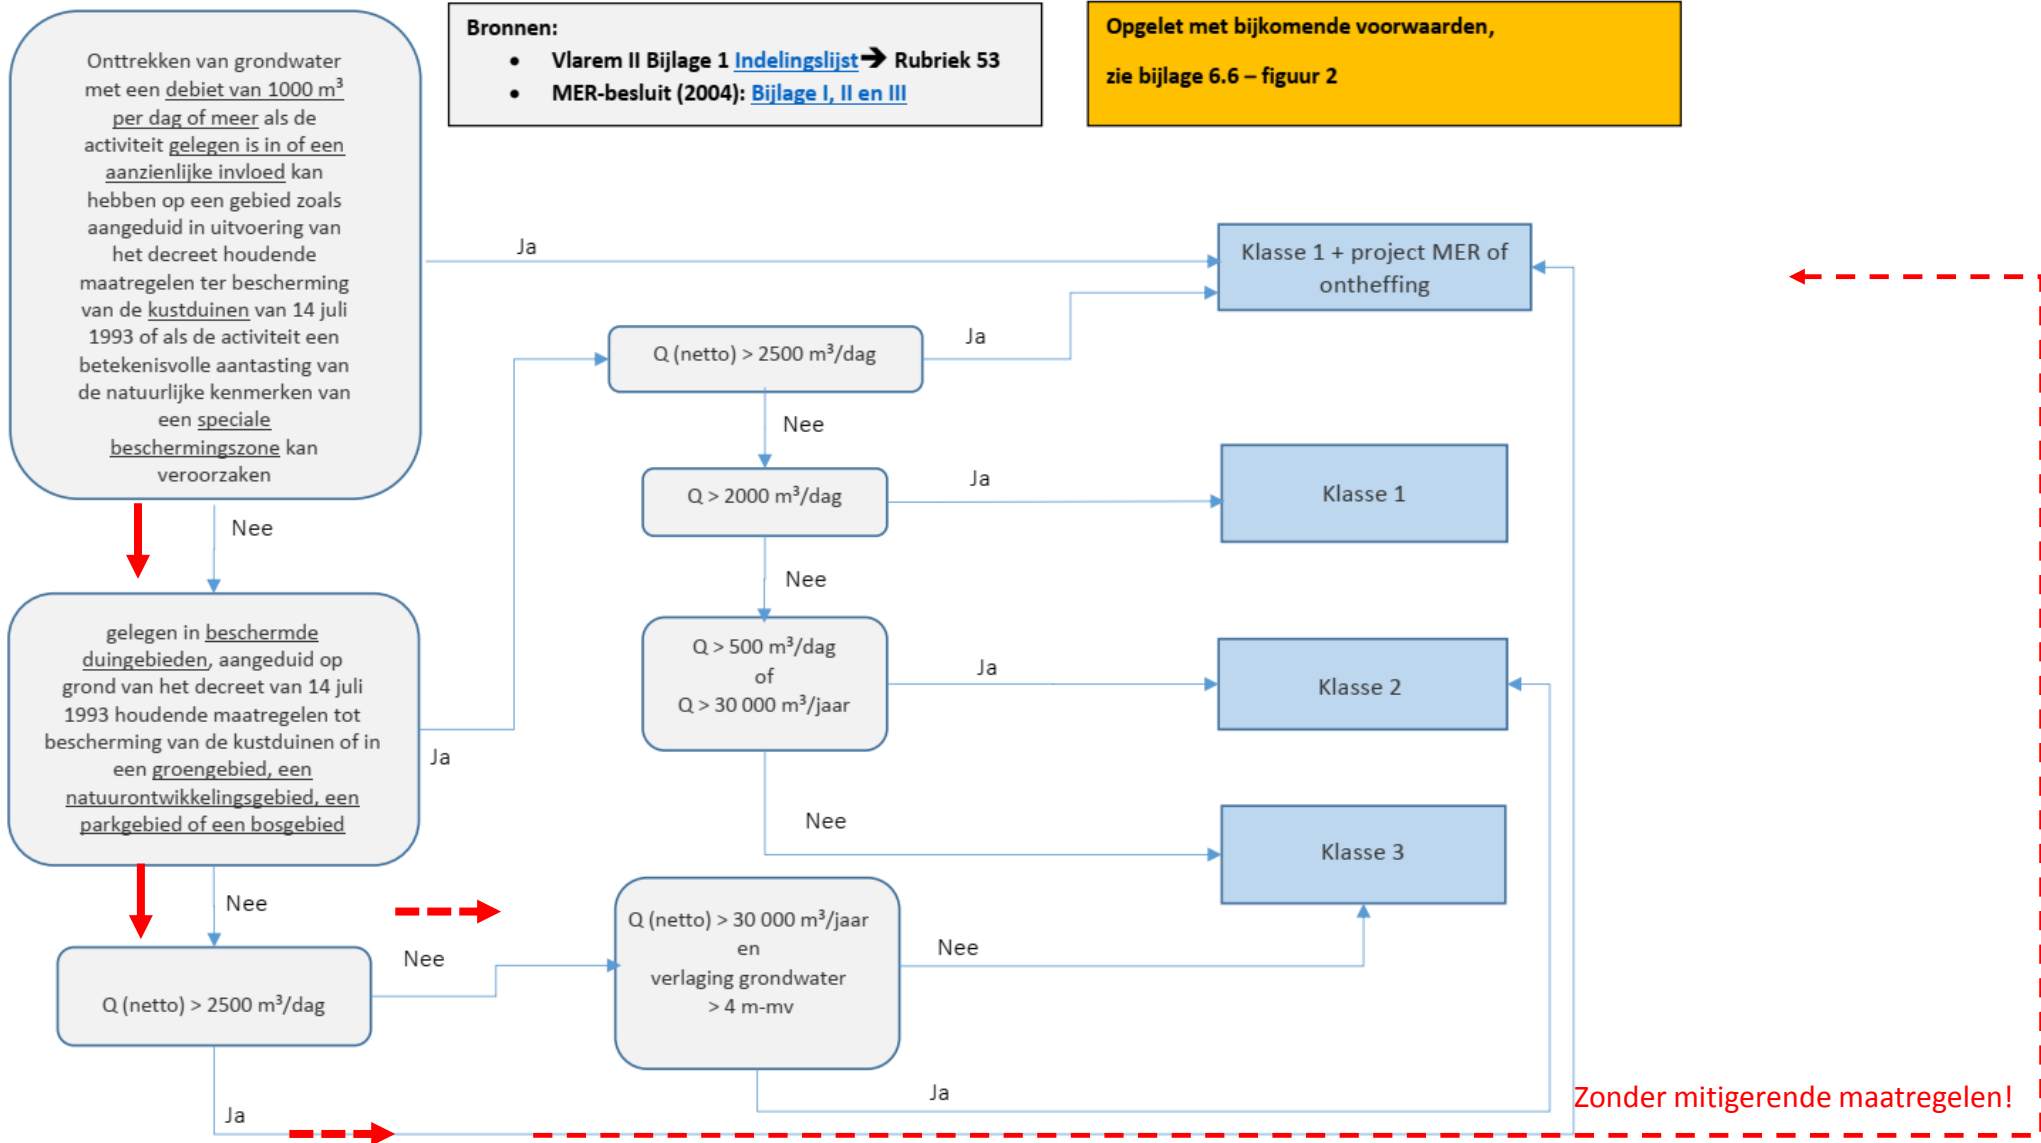 Onttrekken van grondwater
met een debiet van 1000 m³
per dag of meer als de
activiteit gelegen is in of een
aanzienlijke invloed kan
hebben op een gebied zoals
aangeduid in uitvoering van
het decreet houdende
maatregelen ter bescherming
van de kustduinen van 14 juli
1993 of als de activiteit een
betekenisvolle aantasting van
de natuurlijke kenmerken van
een speciale
beschermingszone kan
veroorzaken
Bronnen:
• Vlarem II Bijlage 1 Indelingslijst➔ Rubriek 53
• MER-besluit (2004): Bijlage I, II en III
Opgelet met bijkomende voorwaarden,
zie bijlage 6.6 – figuur 2
Ja
Klasse 1 + project MER of
ontheffing
Q (netto) > 2500 m³/dag
Ja
Nee
Q > 2000 m³/dag
Ja
Klasse 1
Nee
Nee
gelegen in beschermde
duingebieden, aangeduid op
grond van het decreet van 14 juli
1993 houdende maatregelen tot
bescherming van de kustduinen of in
een groengebied, een
natuurontwikkelingsgebied, een
parkgebied of een bosgebied
Ja
Q > 500 m³/dag
of
Q > 30 000 m³/jaar
Ja
Klasse 2
Nee
Klasse 3
Nee
Q (netto) > 2500 m³/dag
Nee
Q (netto) > 30 000 m³/jaar
en
verlaging grondwater
> 4 m-mv
Nee
Ja
Ja
Zonder mitigerende maatregelen!